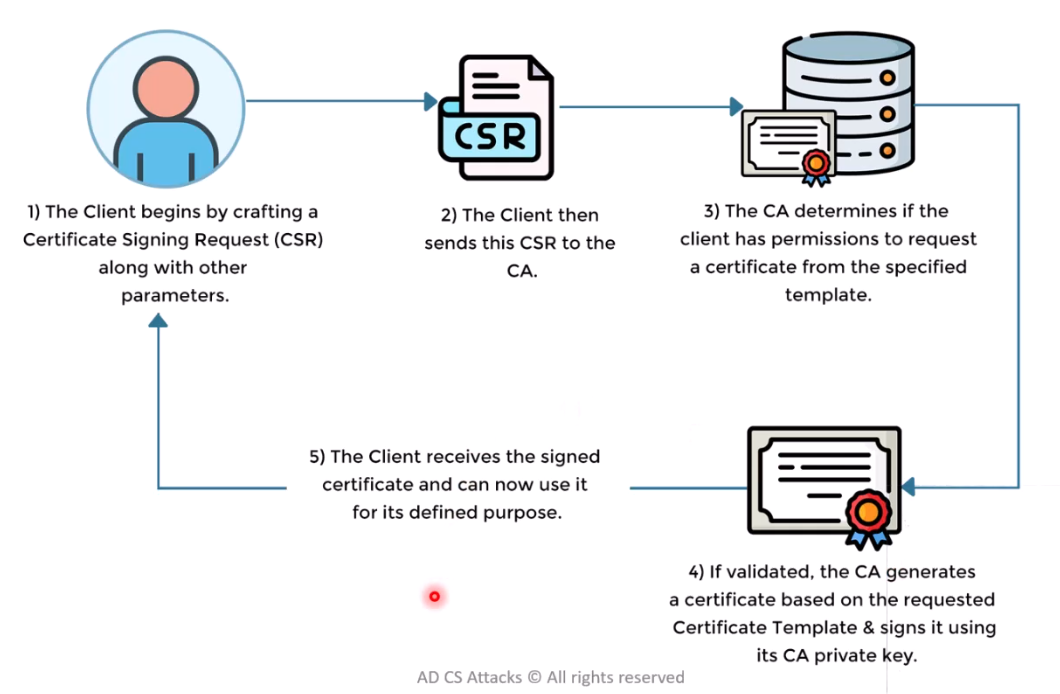 1) The Client begins by crafting a
Certificate Signing Request (CSR)
along with other
parameters.
CSR
2) The Client then
sends this CSR to the
CA.
3) The CA determines if the
client has permissions to request
a certificate from the specified
template.
4) If validated, the CA generates
a certificate based on the requested
Certificate Template & signs it using
its CA private key.
5) The Client receives the signed
certificate and can now use it
for its defined purpose.
AD CS Attacks © All rights reserved